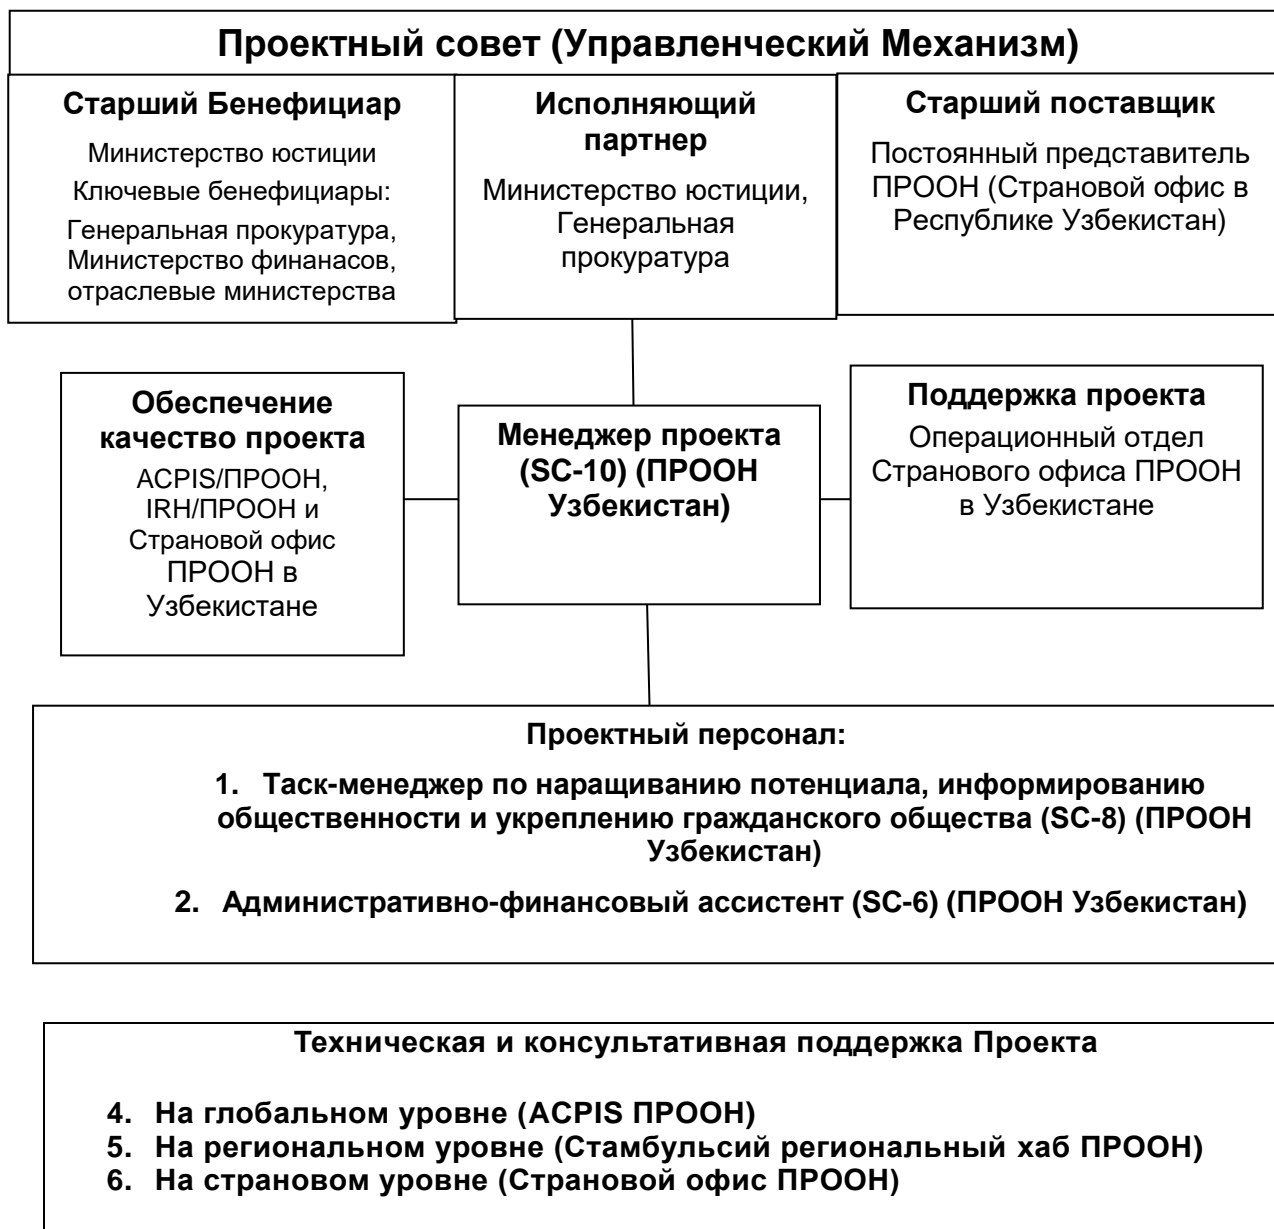 Проектный совет (Управленческий Механизм)
Старший Бенефициар
Министерство юстиции
Ключевые бенефициары:
Генеральная прокуратура,
Министерство финанасов,
отраслевые министерства
Исполняющий
партнер
Министерство юстиции,
Генеральная
прокуратура
Старший поставщик
Постоянный представитель
ПРООН (Страновой офис в
Республике Узбекистан)
Обеспечение
качество проекта
ACPIS/ПРООН,
IRH/ПРООН и
Страновой офис
ПРООН в
Узбекистане
Менеджер проекта
(SC-10) (ПРООН
Узбекистан)
Поддержка проекта
Операционный отдел
Странового офиса ПРООН
в Узбекистане
Проектный персонал:
1. Таск-менеджер по наращиванию потенциала, информированию
общественности и укреплению гражданского общества (SC-8) (ПРООН
Узбекистан)
2. Административно-финансовый ассистент (SC-6) (ПРООН Узбекистан)
Техническая и консультативная поддержка Проекта
4. На глобальном уровне (ACPIS ПРООН)
5. На региональном уровне (Стамбульсий региональный хаб ПРООН)
6. На страновом уровне (Страновой офис ПРООН)